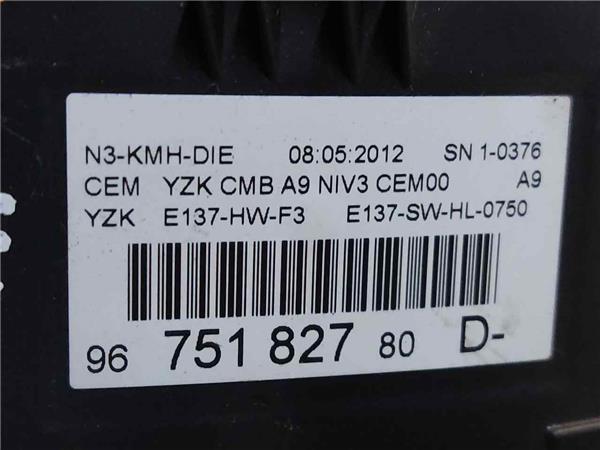 N3-KMH-DIE 08:05:2012 SN 1-0376
CEM YZK CMB A9 NIV3 CEM00 A9
YZK E137-HW-F3 E137-SW-HL-0750
96 751 827 80 D-